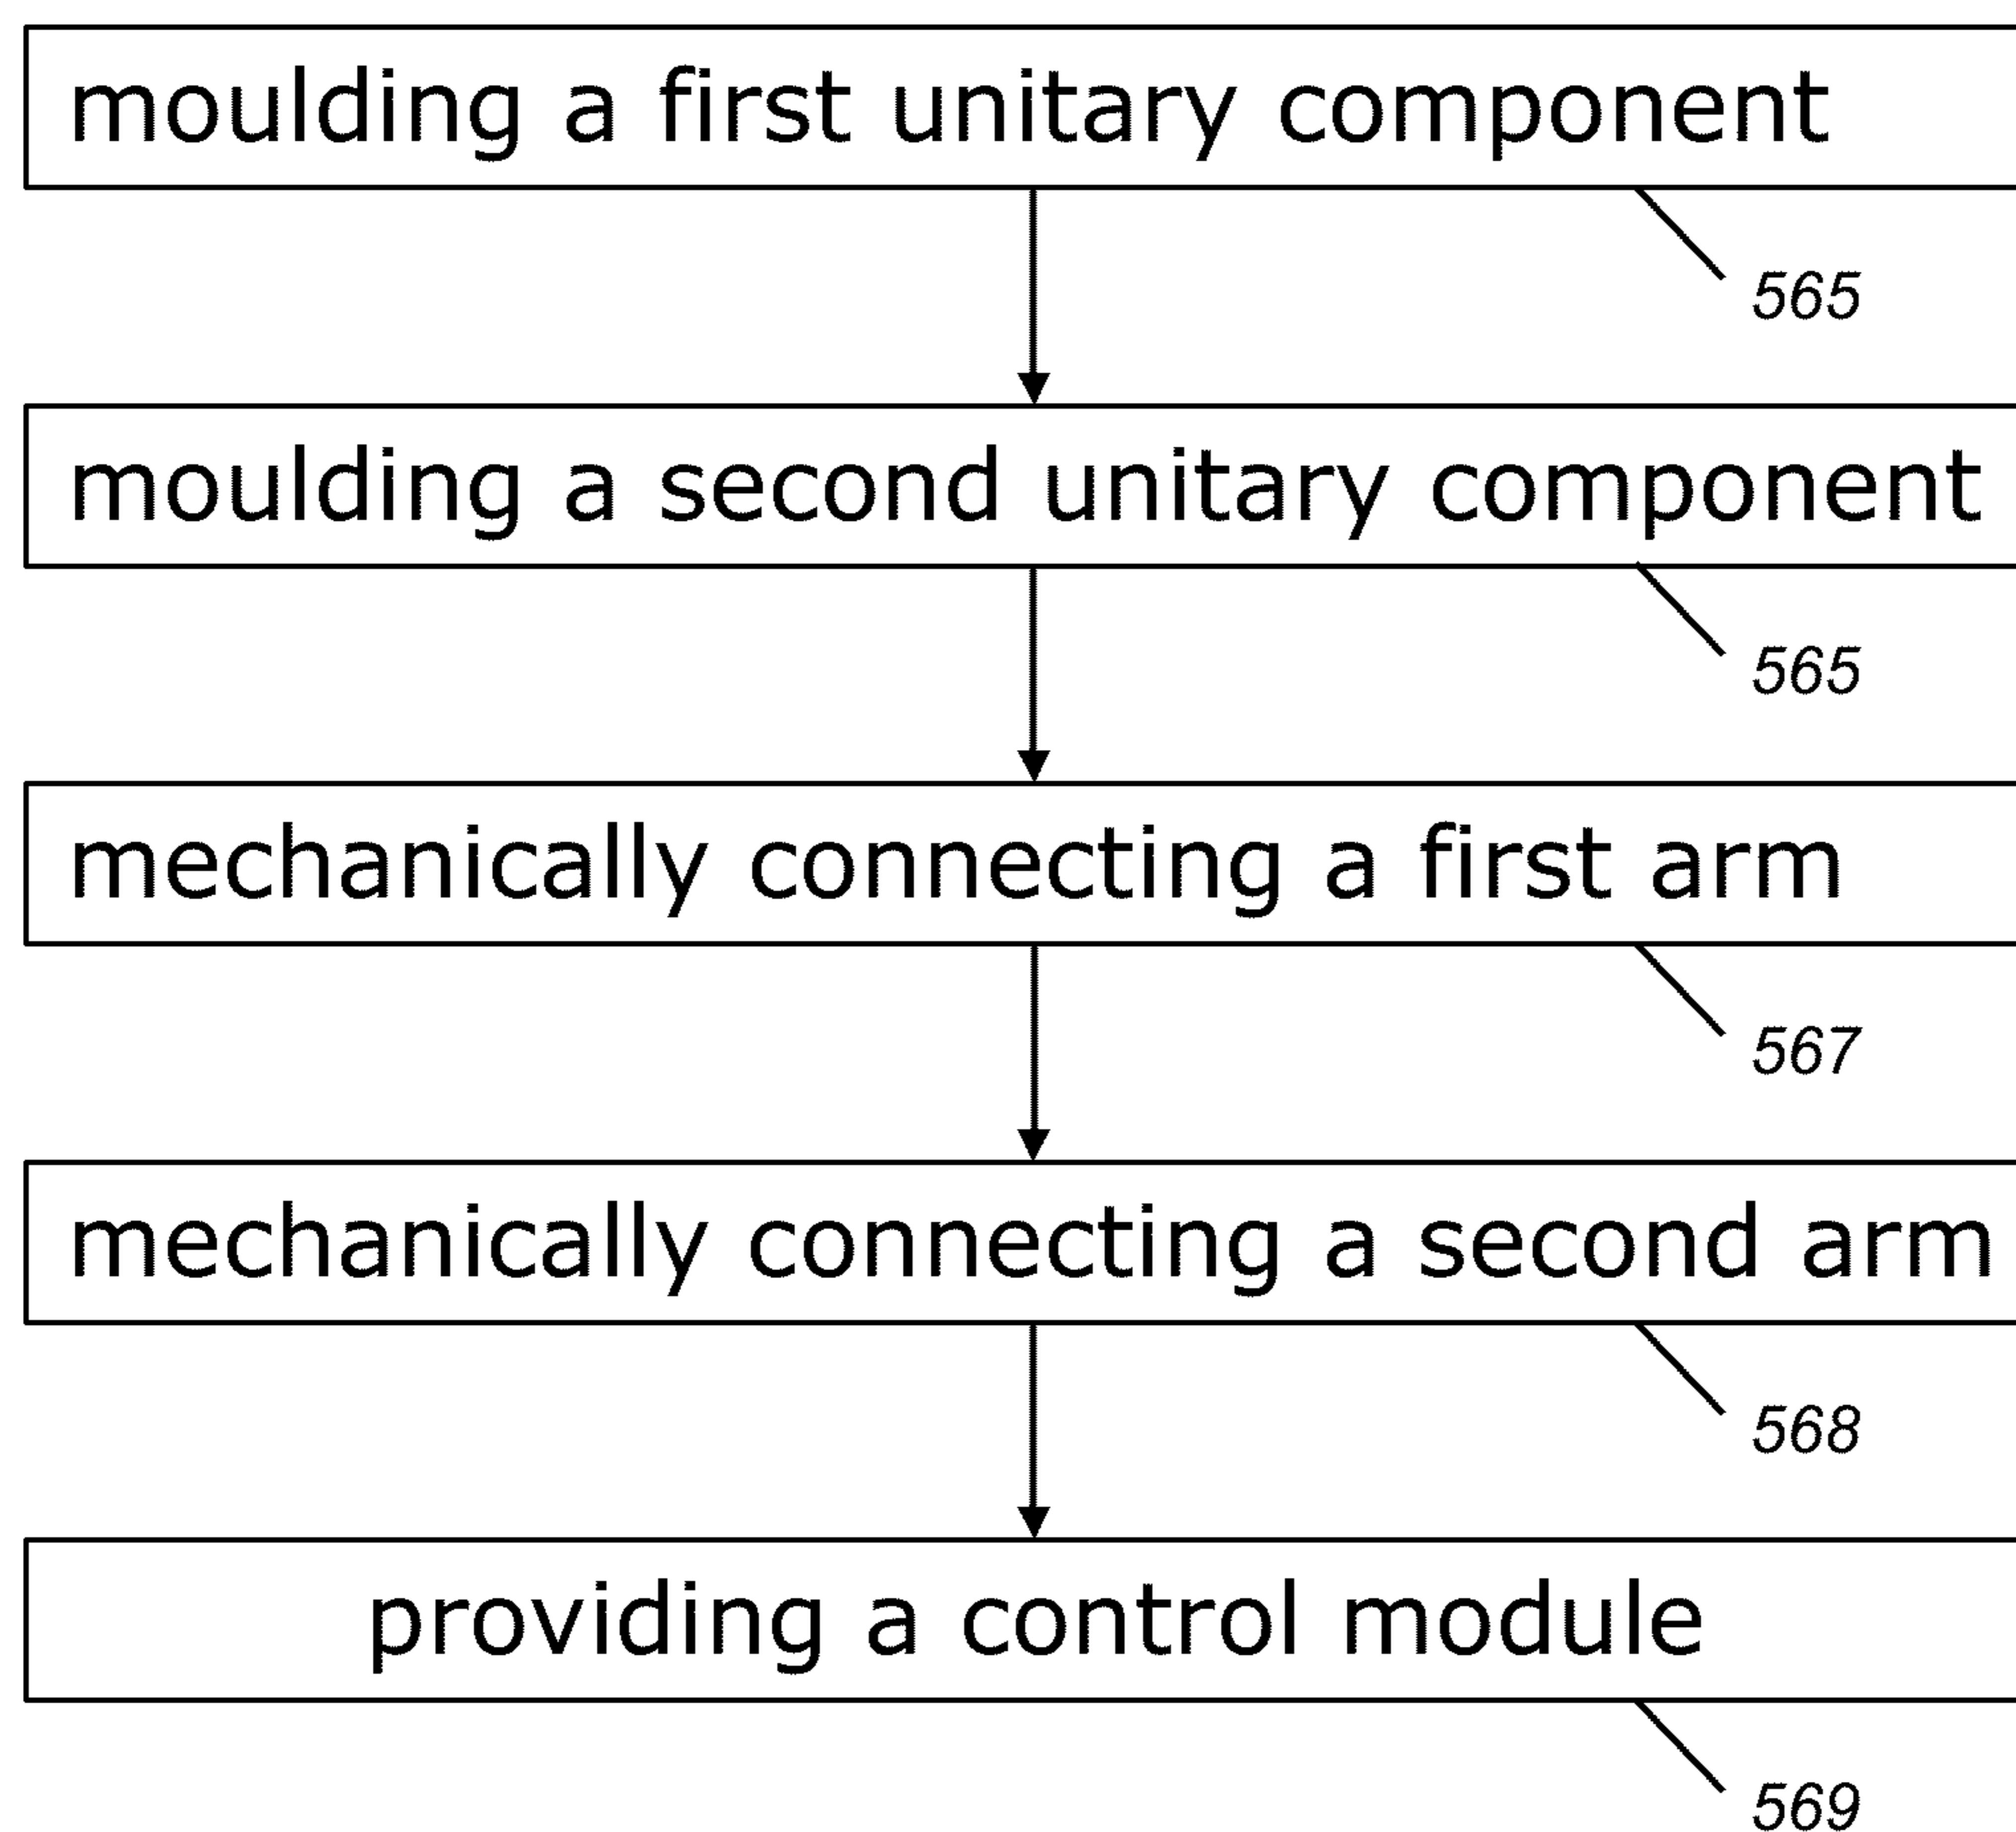 moulding a first unitary component
565
moulding a second unitary component
565
mechanically connecting a first arm
567
mechanically connecting a second arm
568
providing a control module
569